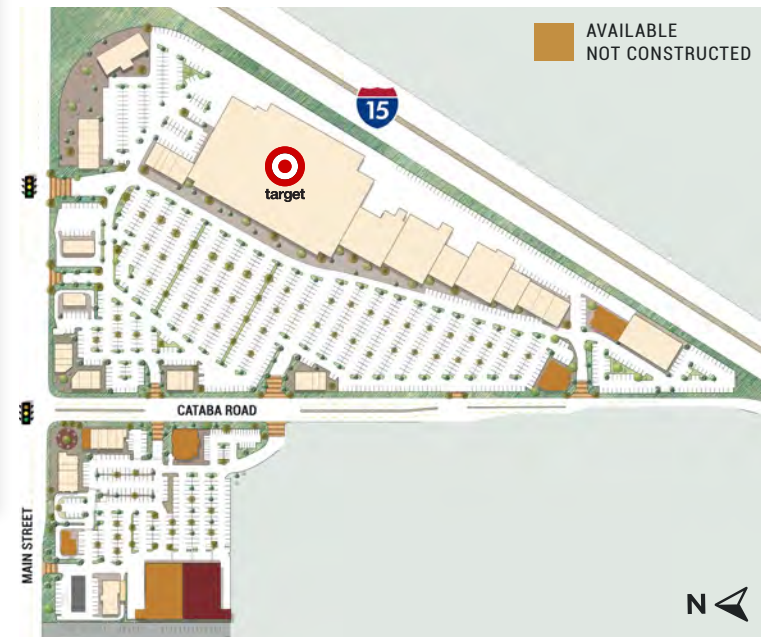 AVAILABLE
NOT CONSTRUCTED
15
target
CATABA ROAD
MAIN STREET
N